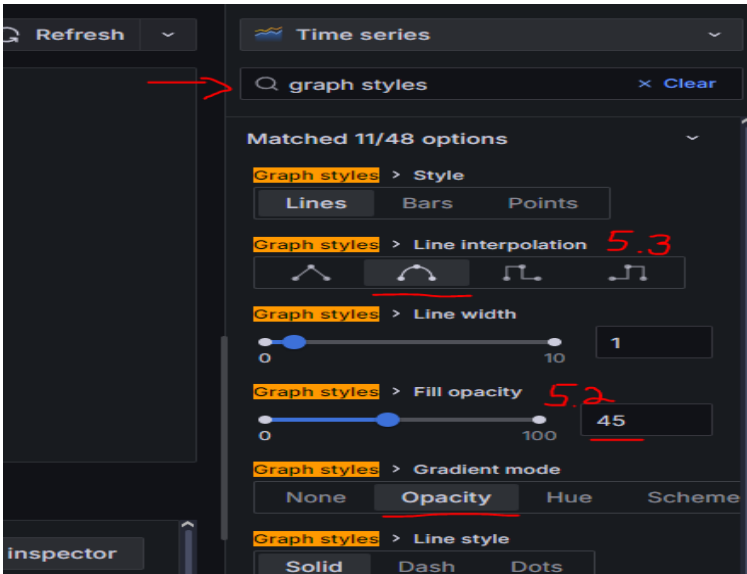 Refresh
Time series
graph styles × Clear
Matched 11/48 options
Graph styles > Style
Lines Bars Points
Graph styles > Line interpolation 5.3
Graph styles > Line width
0 10 1
Graph styles > Fill opacity 5.2
0 100 45
Graph styles > Gradient mode
None Opacity Hue Scheme
Graph styles > Line style
inspector Solid Dash Dots